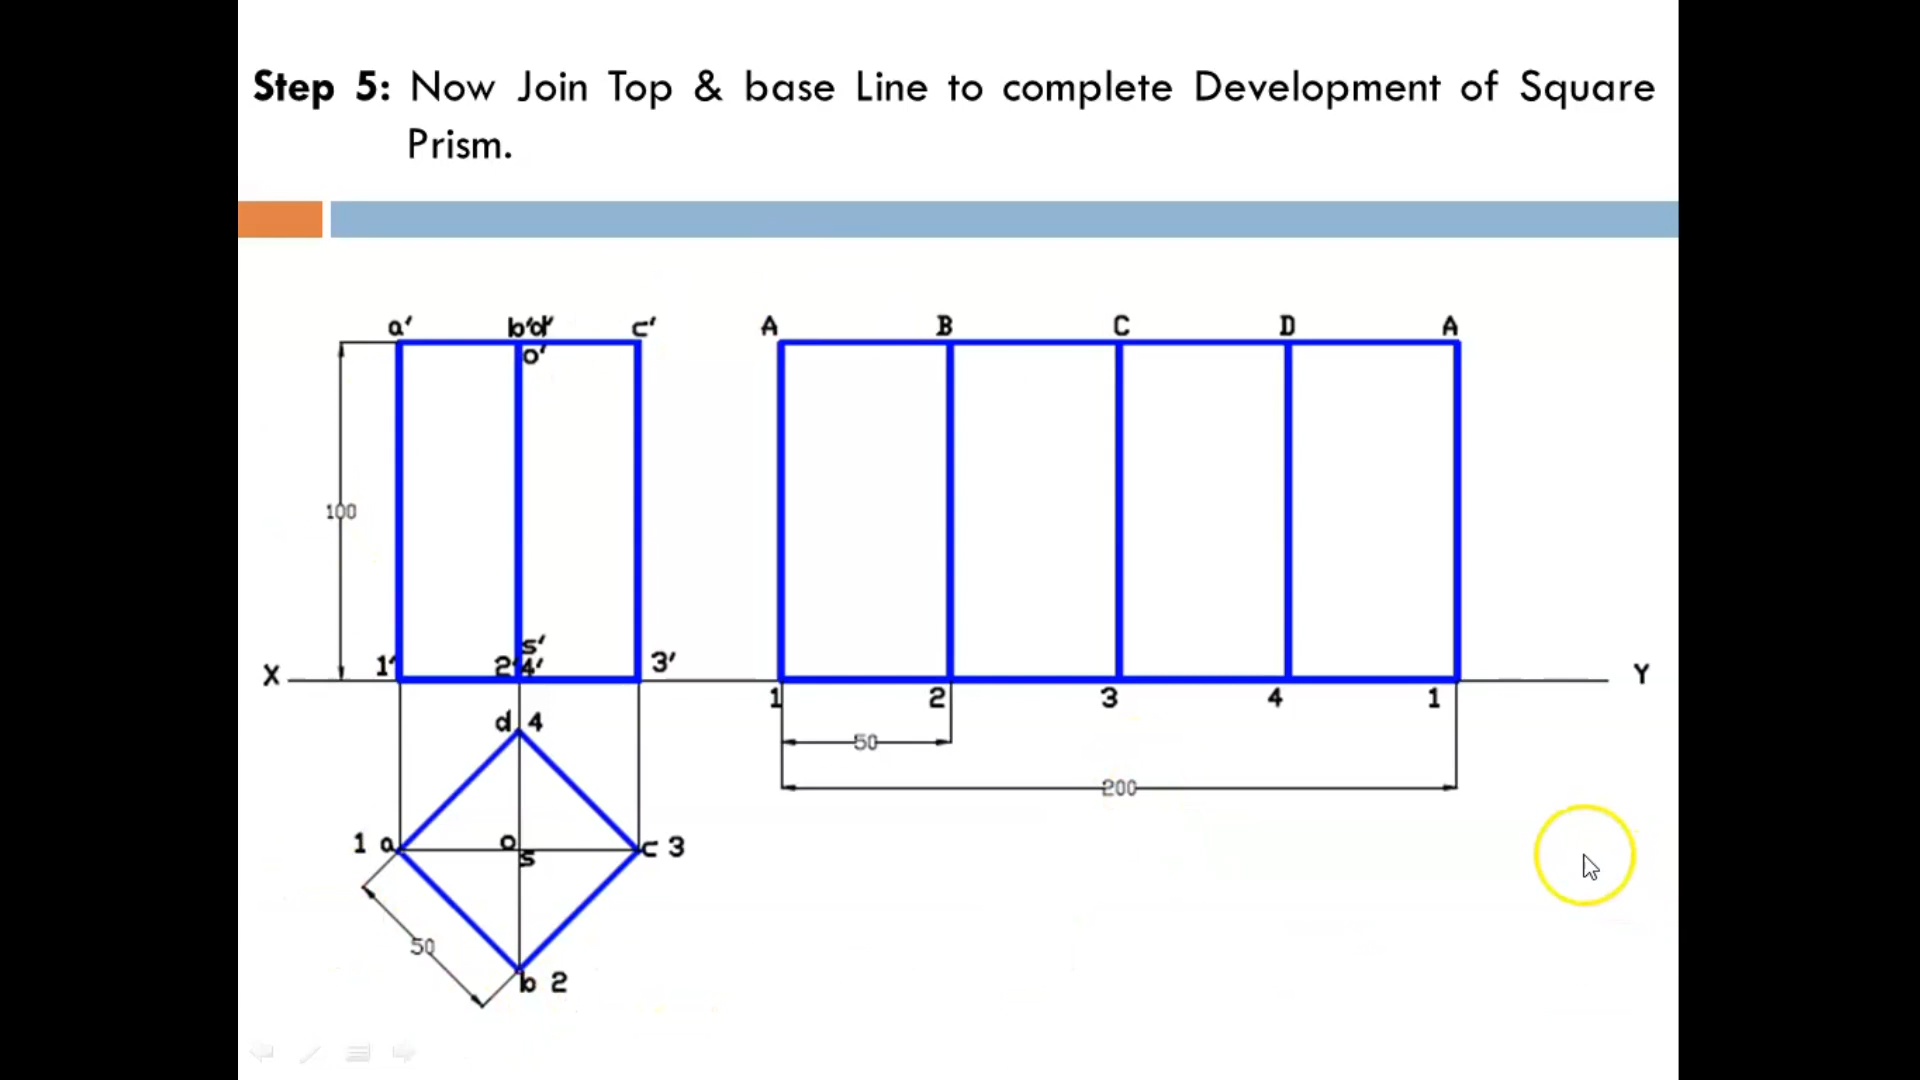 Step 5: Now Join Top & base Line to complete Development of Square
Prism.
a' b'd' c' A B C D A
o'
100
s'
X 1' 2'4' 3' Y
1 2 3 4 1
d 4
50
200
1 a o c 3
s
50
b 2